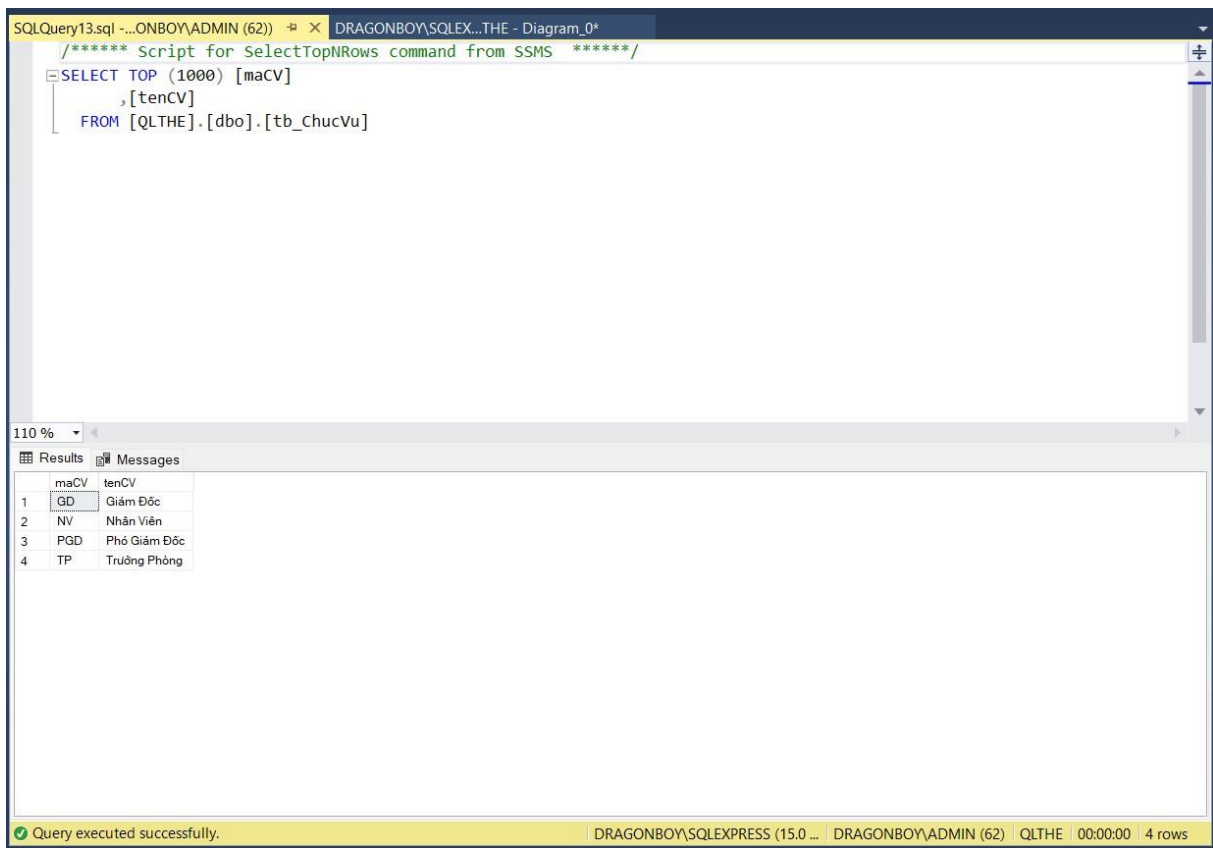 SQLQuery13.sql -...ONBOY\ADMIN (62)) DRAGONBOY\SQLEX...THE - Diagram_0*
/****** Script for SelectTopNRows command from SSMS ******/
SELECT TOP (1000) [maCV]
,[tenCV]
FROM [QLTHE].[dbo].[tb_ChucVu]
110 %
Results Messages
maCV tenCV
1 GD Giám Đốc
2 NV Nhân Viên
3 PGD Phó Giám Đốc
4 TP Trưởng Phòng
Query executed successfully. DRAGONBOY\SQLEXPRESS (15.0 ... DRAGONBOY\ADMIN (62) QLTHE 00:00:00 4 rows